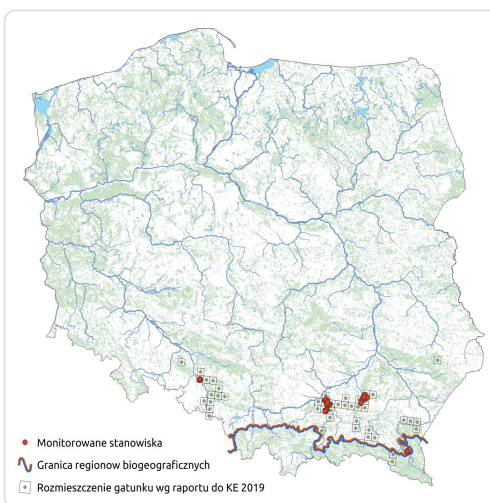 Monitorowane stanowiska
Granica regionow biogeograficznych
Rozmieszczenie gatunku wg raportu do KE 2019